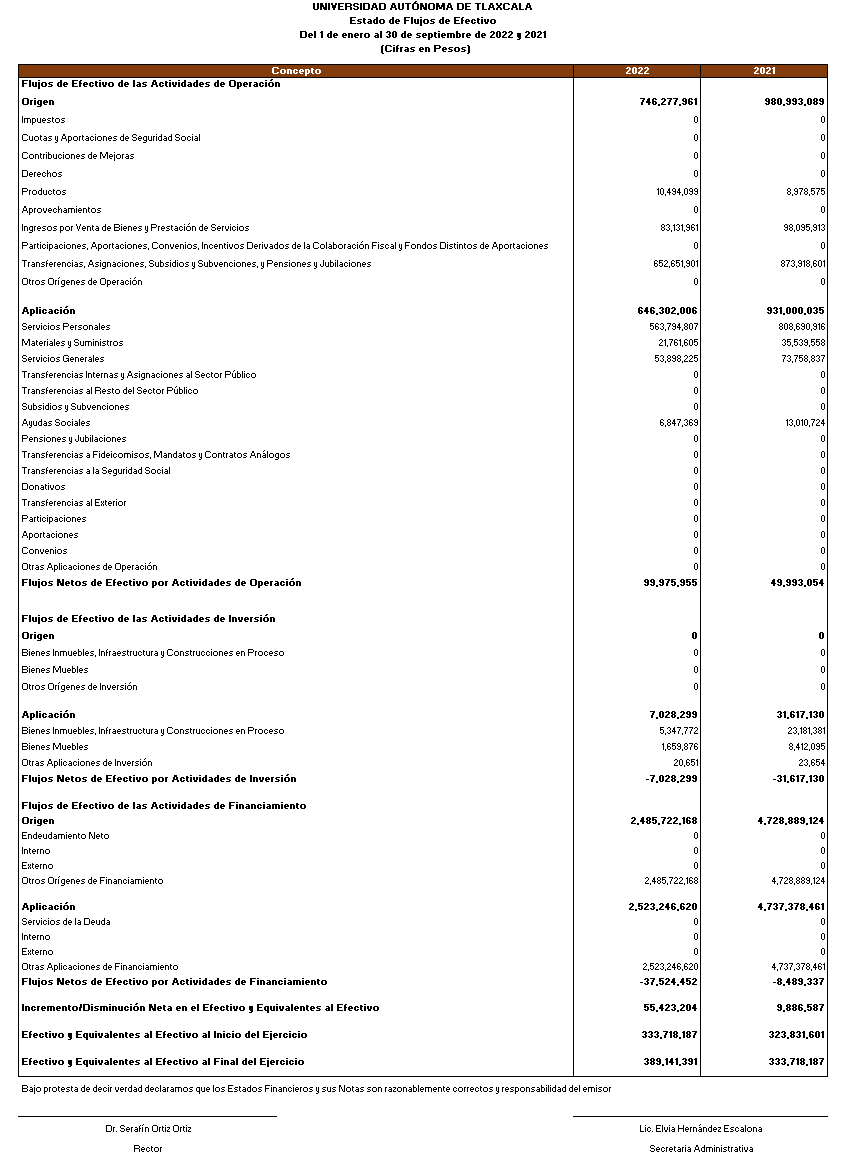 UNIVERSIDAD AUTÓNOMA DE TLAXCALA
Estado de Flujos de Efectivo
Del 1 de enero al 30 de septiembre de 2022 y 2021
(Cifras en Pesos)
Concepto 2022 2021
Flujos de Efectivo de las Actividades de Operación
Origen 746,277,961 980,993,089
Impuestos 0 0
Cuotas y Aportaciones de Seguridad Social 0 0
Contribuciones de Mejoras 0 0
Derechos 0 0
Productos 10,494,099 8,978,575
Aprovechamientos 0 0
Ingresos por Venta de Bienes y Prestación de Servicios 83,131,961 98,095,913
Participaciones, Aportaciones, Convenios, Incentivos Derivados de la Colaboración Fiscal y Fondos Distintos de Aportaciones 0 0
Transferencias, Asignaciones, Subsidios y Subvenciones, y Pensiones y Jubilaciones 652,651,901 873,918,601
Otros Orígenes de Operación 0 0
Aplicación 646,302,006 931,000,035
Servicios Personales 563,794,807 808,690,916
Materiales y Suministros 21,761,605 35,539,558
Servicios Generales 53,898,225 73,758,837
Transferencias Internas y Asignaciones al Sector Público 0 0
Transferencias al Resto del Sector Público 0 0
Subsidios y Subvenciones 0 0
Ayudas Sociales 6,847,369 13,010,724
Pensiones y Jubilaciones 0 0
Transferencias a Fideicomisos, Mandatos y Contratos Análogos 0 0
Transferencias a la Seguridad Social 0 0
Donativos 0 0
Transferencias al Exterior 0 0
Participaciones 0 0
Aportaciones 0 0
Convenios 0 0
Otras Aplicaciones de Operación 0 0
Flujos Netos de Efectivo por Actividades de Operación 99,975,955 49,993,054
Flujos de Efectivo de las Actividades de Inversión
Origen 0 0
Bienes Inmuebles, Infraestructura y Construcciones en Proceso 0 0
Bienes Muebles 0 0
Otros Orígenes de Inversión 0 0
Aplicación 7,028,299 31,617,130
Bienes Inmuebles, Infraestructura y Construcciones en Proceso 5,347,772 23,181,381
Bienes Muebles 1,659,876 8,412,095
Otras Aplicaciones de Inversión 20,651 23,654
Flujos Netos de Efectivo por Actividades de Inversión -7,028,299 -31,617,130
Flujos de Efectivo de las Actividades de Financiamiento
Origen 2,485,722,168 4,728,889,124
Endeudamiento Neto 0 0
Interno 0 0
Externo 0 0
Otros Orígenes de Financiamiento 2,485,722,168 4,728,889,124
Aplicación 2,523,246,620 4,737,378,461
Servicios de la Deuda 0 0
Interno 0 0
Externo 0 0
Otras Aplicaciones de Financiamiento 2,523,246,620 4,737,378,461
Flujos Netos de Efectivo por Actividades de Financiamiento -37,524,452 -8,489,337
Incremento/Disminución Neta en el Efectivo y Equivalentes al Efectivo 55,423,204 9,886,587
Efectivo y Equivalentes al Efectivo al Inicio del Ejercicio 333,718,187 323,831,601
Efectivo y Equivalentes al Efectivo al Final del Ejercicio 389,141,391 333,718,187
Bajo protesta de decir verdad declaramos que los Estados Financieros y sus Notas son razonablemente correctos y responsabilidad del emisor
Dr. Serafín Ortiz Ortiz Lic. Elvia Hernández Escalona
Rector Secretaria Administrativa